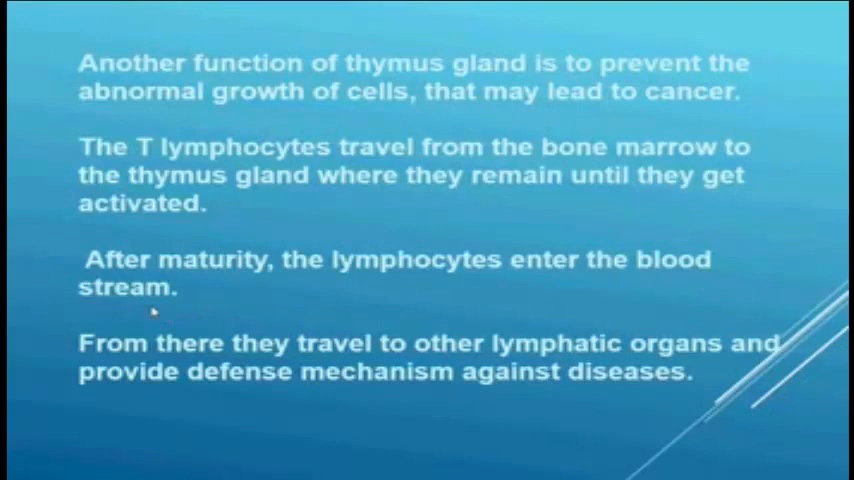 Another function of thymus gland is to prevent the
abnormal growth of cells, that may lead to cancer.
The T lymphocytes travel from the bone marrow to
the thymus gland where they remain until they get
activated.
After maturity, the lymphocytes enter the blood
stream.
From there they travel to other lymphatic organs and
provide defense mechanism against diseases.